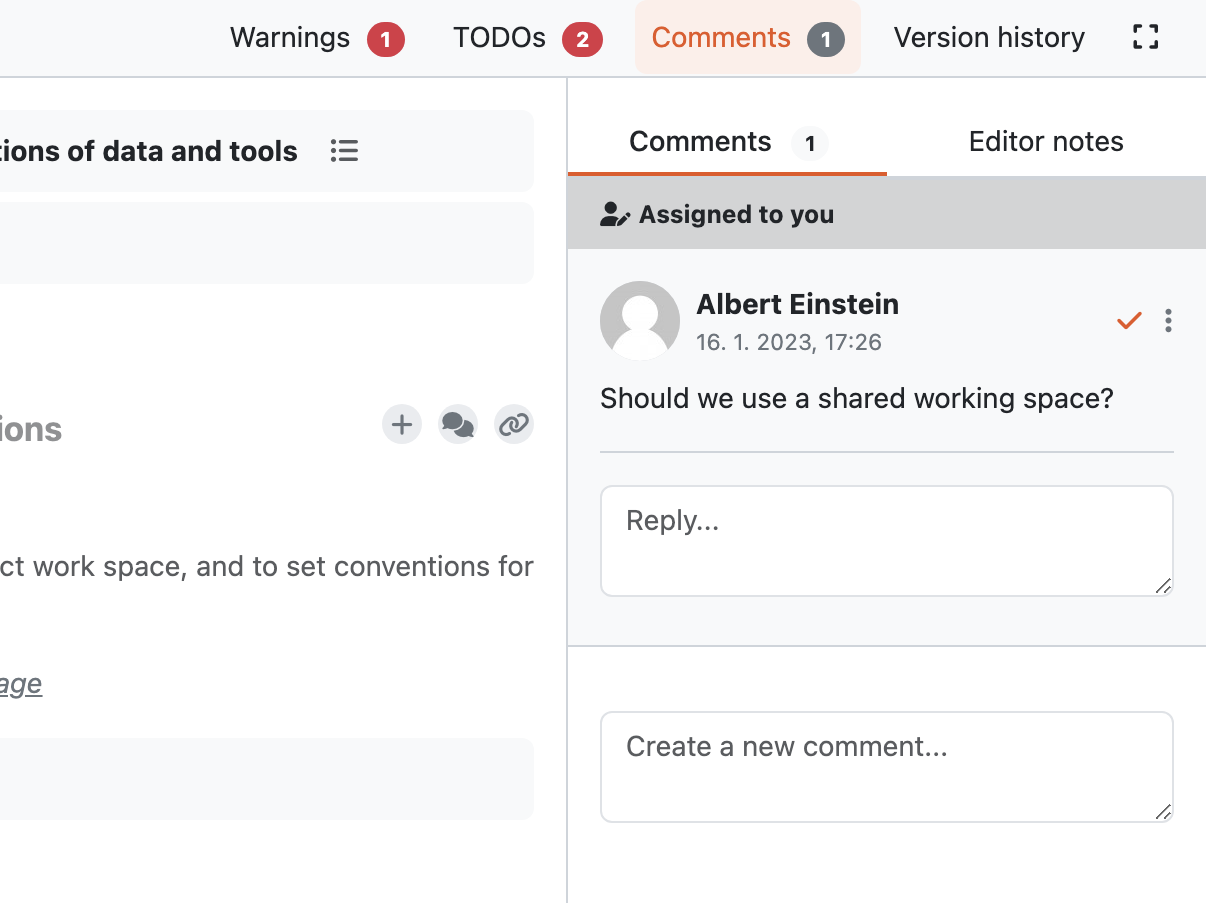 Warnings 1 TODOs 2 Comments 1 Version history
tions of data and tools
ions
ct work space, and to set conventions for
age
Comments 1 Editor notes
Assigned to you
Albert Einstein
16. 1. 2023, 17:26
Should we use a shared working space?
Reply...
Create a new comment...